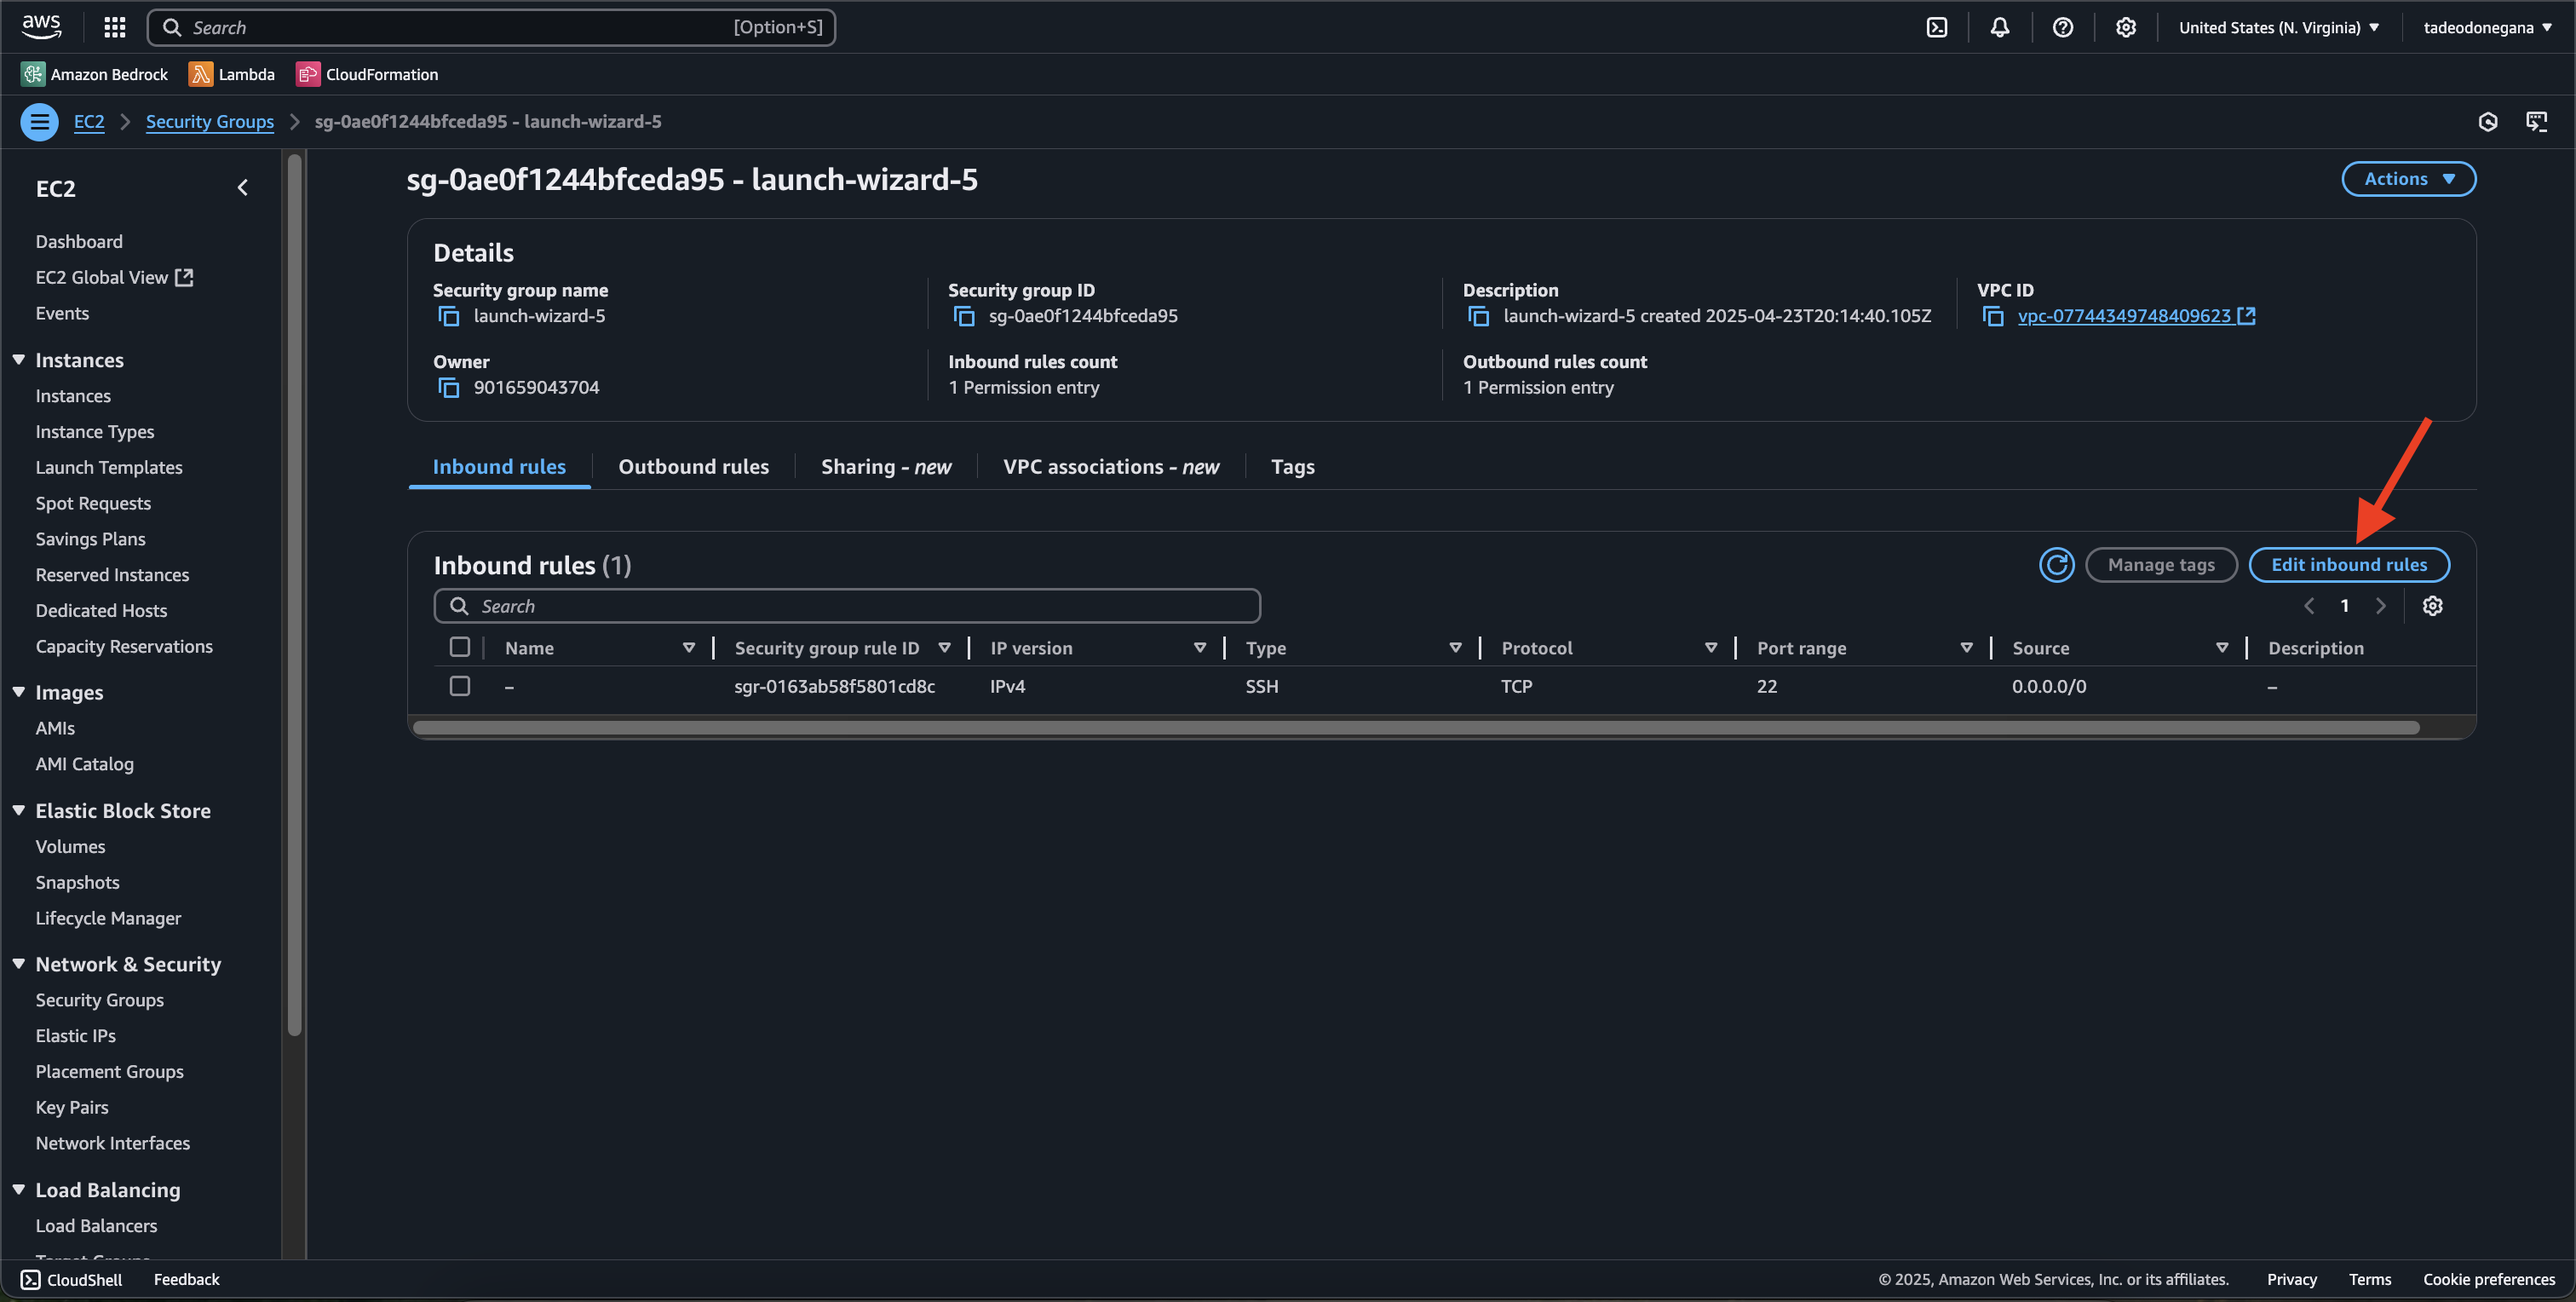 aws
Search [Option+S]
United States (N. Virginia)
tadeodonegana
Amazon Bedrock
Lambda
CloudFormation
EC2
Security Groups
sg-0ae0f1244bfceda95 - launch-wizard-5
EC2
Dashboard
EC2 Global View
Events
Instances
Instances
Instance Types
Launch Templates
Spot Requests
Savings Plans
Reserved Instances
Dedicated Hosts
Capacity Reservations
Images
AMIs
AMI Catalog
Elastic Block Store
Volumes
Snapshots
Lifecycle Manager
Network & Security
Security Groups
Elastic IPs
Placement Groups
Key Pairs
Network Interfaces
Load Balancing
Load Balancers
Target Groups
sg-0ae0f1244bfceda95 - launch-wizard-5
Actions
Details
Security group name
launch-wizard-5
Security group ID
sg-0ae0f1244bfceda95
Description
launch-wizard-5 created 2025-04-23T20:14:40.105Z
VPC ID
vpc-07744349748409623
Owner
901659043704
Inbound rules count
1 Permission entry
Outbound rules count
1 Permission entry
Inbound rules
Outbound rules
Sharing - new
VPC associations - new
Tags
Inbound rules (1)
Manage tags
Edit inbound rules
Search
1
Name Security group rule ID IP version Type Protocol Port range Source Description
– sgr-0163ab58f5801cd8c IPv4 SSH TCP 22 0.0.0.0/0 –
CloudShell
Feedback
© 2025, Amazon Web Services, Inc. or its affiliates.
Privacy
Terms
Cookie preferences